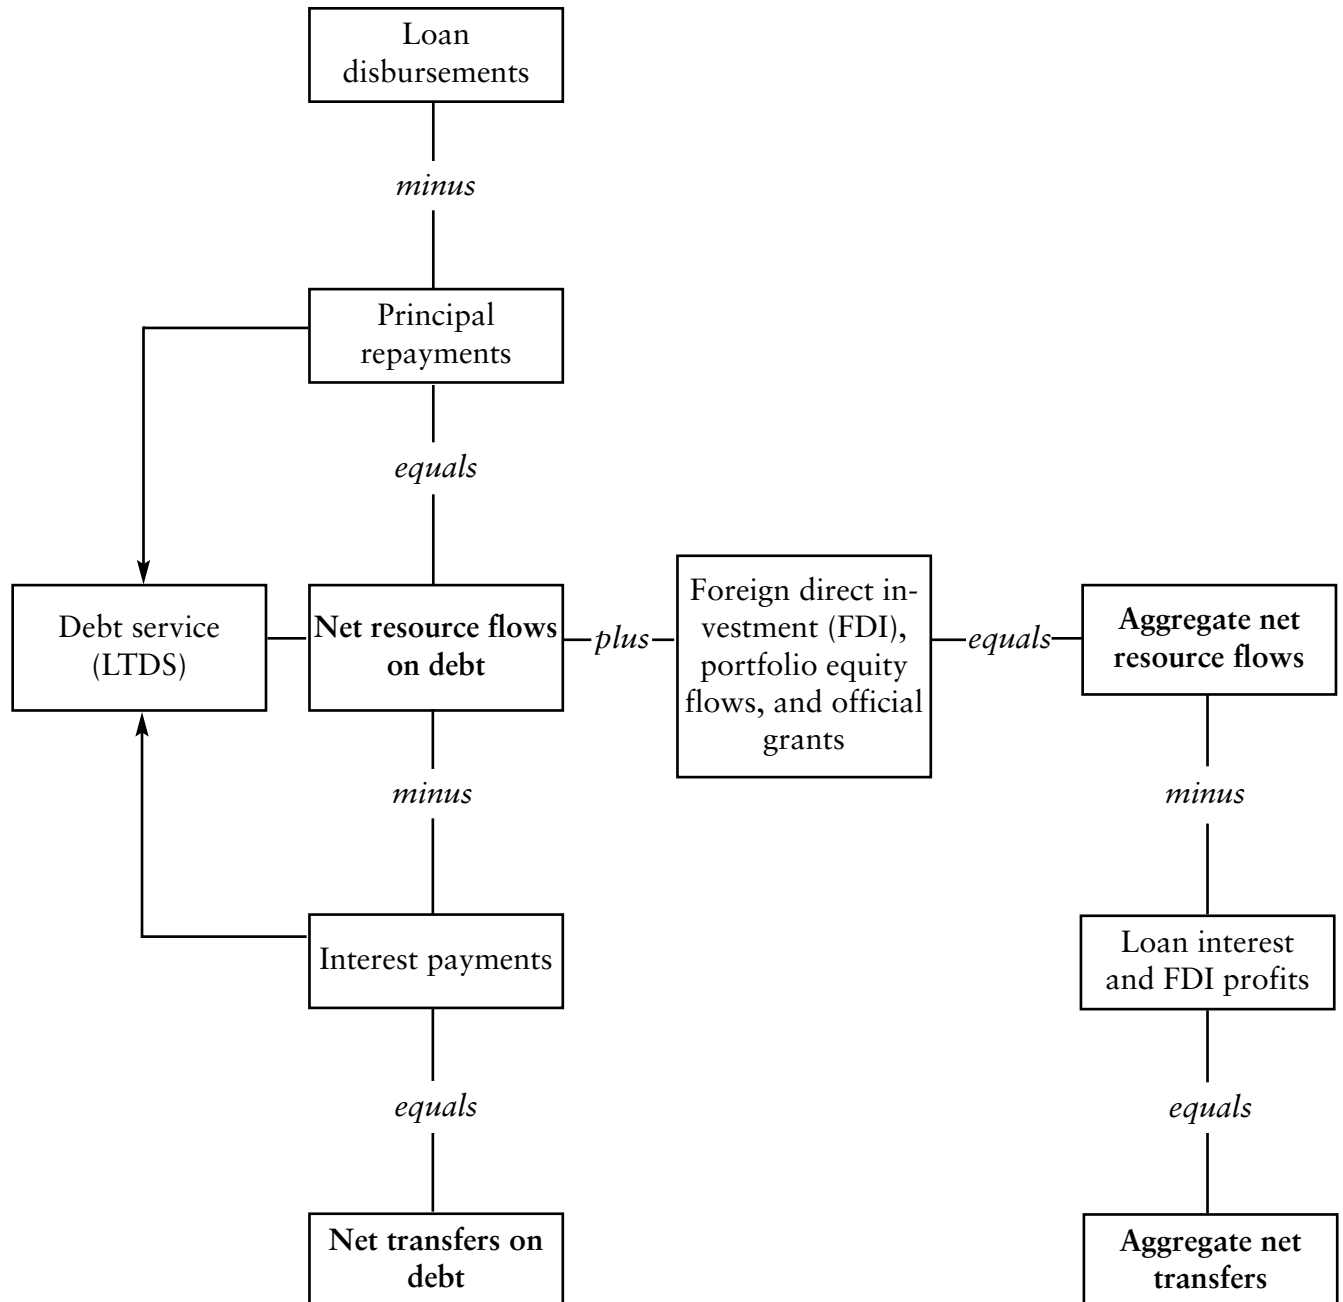 Loan
disbursements
minus
Principal
repayments
equals
Debt service
(LTDS)
Net resource flows
on debt
plus
Foreign direct in-
vestment (FDI),
portfolio equity
flows, and official
grants
equals
Aggregate net
resource flows
minus
minus
Interest payments
Loan interest
and FDI profits
equals
equals
Net transfers on
debt
Aggregate net
transfers